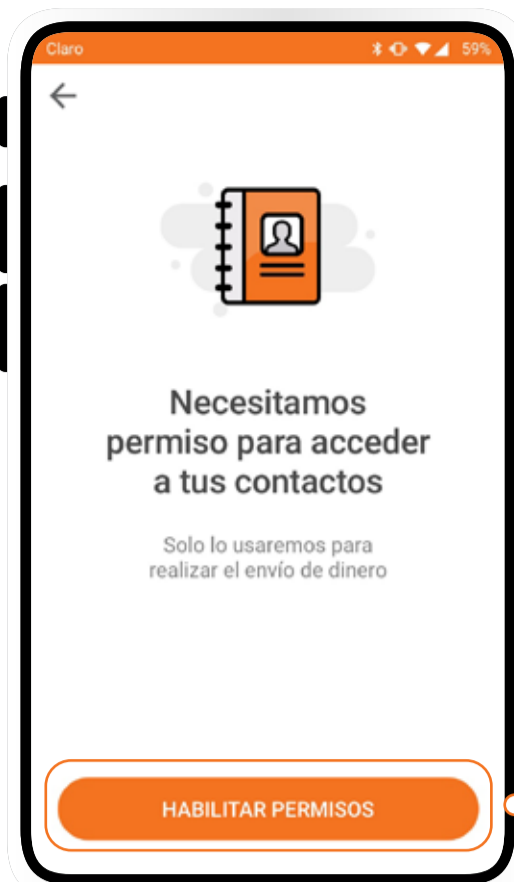 Claro 59%
Necesitamos
permiso para acceder
a tus contactos
Solo lo usaremos para
realizar el envío de dinero
HABILITAR PERMISOS